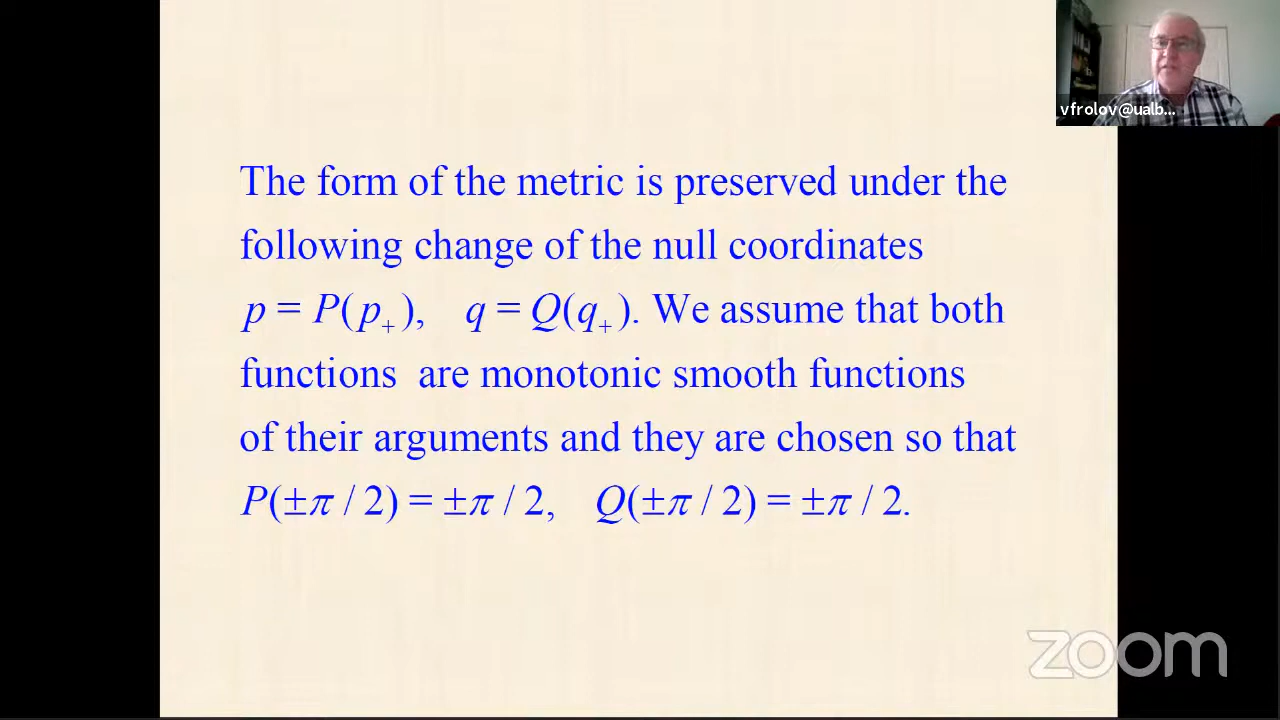 vfrolov@ualb...
The form of the metric is preserved under the
following change of the null coordinates
p = P(p₊), q = Q(q₊). We assume that both
functions are monotonic smooth functions
of their arguments and they are chosen so that
P(±π / 2) = ±π / 2, Q(±π / 2) = ±π / 2.
zoom